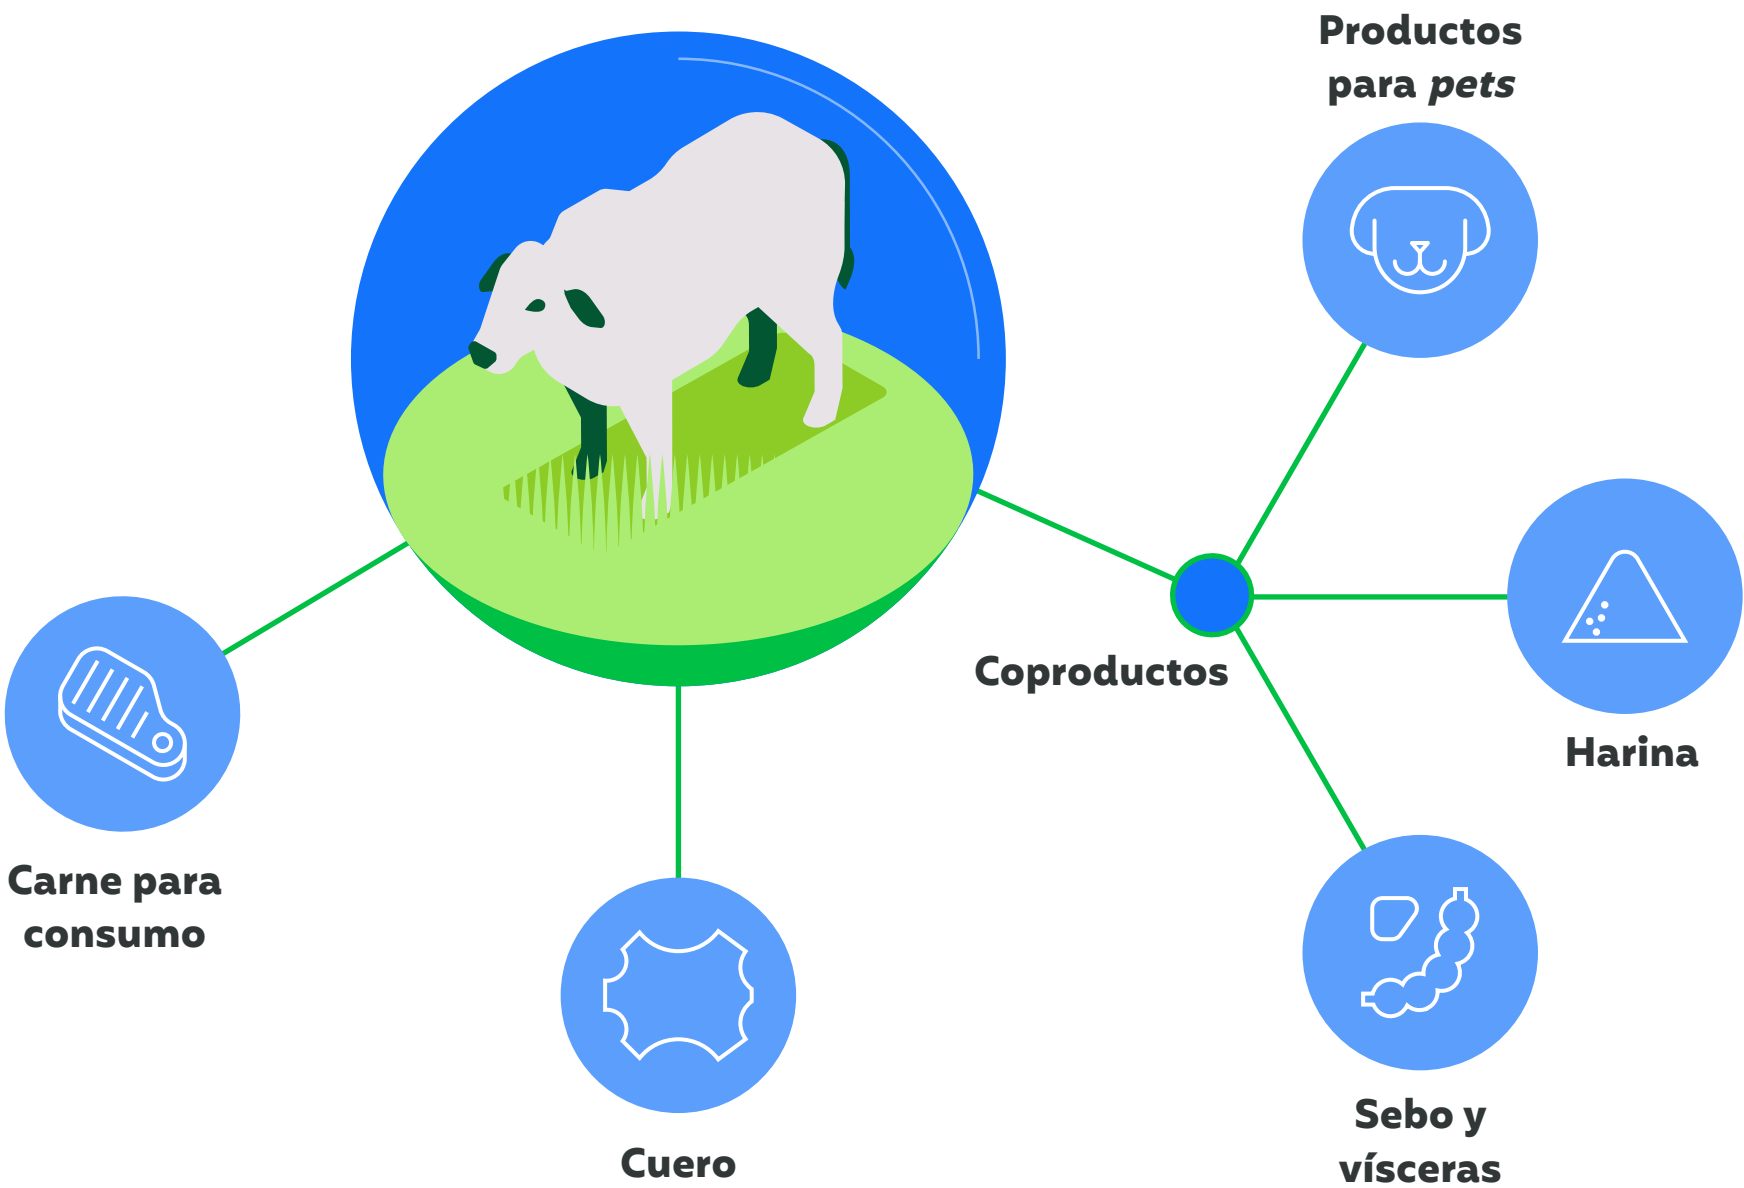 Productos
para pets
Coproductos
Harina
Carne para
consumo
Cuero
Sebo y
vísceras